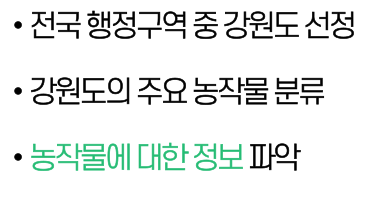 • 전국 행정구역 중 강원도 선정
• 강원도의 주요 농작물 분류
• 농작물에 대한 정보 파악